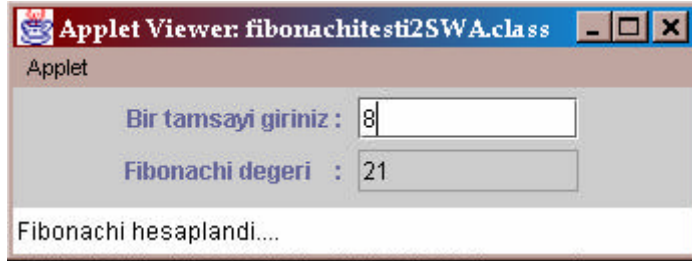 Applet Viewer: fibonachitesti2SWA.class
Applet
Bir tamsayi giriniz : 8
Fibonachi degeri : 21
Fibonachi hesaplandi....